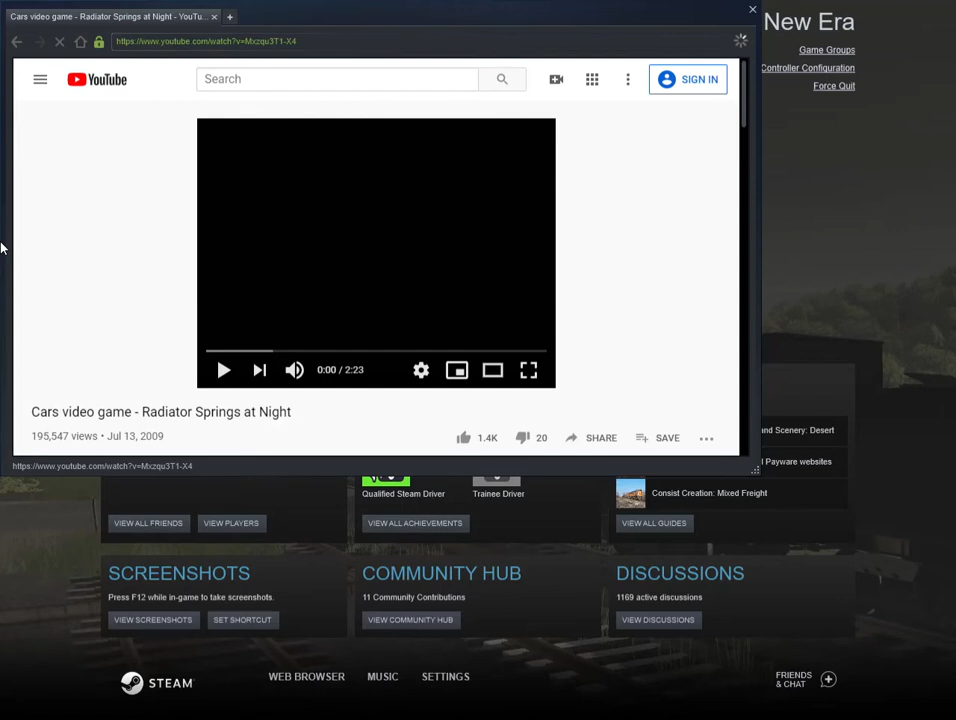 Cars video game - Radiator Springs at Night - YouTu...
New Era
https://www.youtube.com/watch?v=Mxzqu3T1-X4
Game Groups
Controller Configuration
Force Quit
YouTube
Search
SIGN IN
0:00 / 2:23
Cars video game - Radiator Springs at Night
195,547 views • Jul 13, 2009
1.4K
20
SHARE
SAVE
https://www.youtube.com/watch?v=Mxzqu3T1-X4
and Scenery: Desert
Payware websites
Consist Creation: Mixed Freight
Qualified Steam Driver
Trainee Driver
VIEW ALL FRIENDS
VIEW PLAYERS
VIEW ALL ACHIEVEMENTS
VIEW ALL GUIDES
SCREENSHOTS
Press F12 while in-game to take screenshots.
VIEW SCREENSHOTS
SET SHORTCUT
COMMUNITY HUB
11 Community Contributions
VIEW COMMUNITY HUB
DISCUSSIONS
1169 active discussions
VIEW DISCUSSIONS
STEAM
WEB BROWSER
MUSIC
SETTINGS
FRIENDS
& CHAT